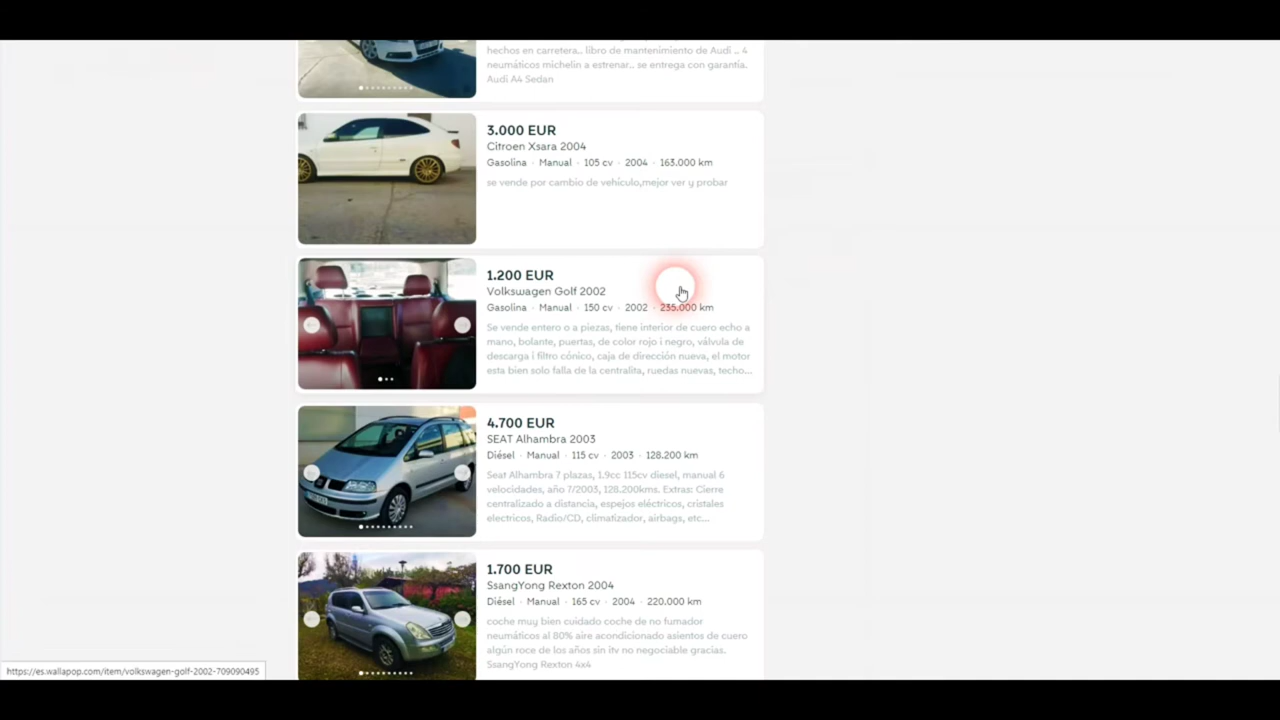 hechos en carretera.. libro de mantenimiento de Audi .. 4
neumáticos michelin a estrenar.. se entrega con garantía.
Audi A4 Sedan
3.000 EUR
Citroen Xsara 2004
Gasolina · Manual · 105 cv · 2004 · 163.000 km
se vende por cambio de vehículo,mejor ver y probar
1.200 EUR
Volkswagen Golf 2002
Gasolina · Manual · 150 cv · 2002 · 235.000 km
Se vende entero o a piezas, tiene interior de cuero echo a
mano, bolante, puertas, de color rojo i negro, válvula de
descarga i filtro cónico, caja de dirección nueva, el motor
esta bien solo falla de la centralita, ruedas nuevas, techo...
4.700 EUR
SEAT Alhambra 2003
Diésel · Manual · 115 cv · 2003 · 128.200 km
Seat Alhambra 7 plazas, 1.9cc 115cv diesel, manual 6
velocidades, año 7/2003, 128.200kms. Extras: Cierre
centralizado a distancia, espejos eléctricos, cristales
electricos, Radio/CD, climatizador, airbags, etc...
1.700 EUR
SsangYong Rexton 2004
Diésel · Manual · 165 cv · 2004 · 220.000 km
coche muy bien cuidado coche de no fumador
neumáticos al 80% aire acondicionado asientos de cuero
algún roce de los años sin itv no negociable gracias.
SsangYong Rexton 4x4
https://es.wallapop.com/item/volkswagen-golf-2002-709090495